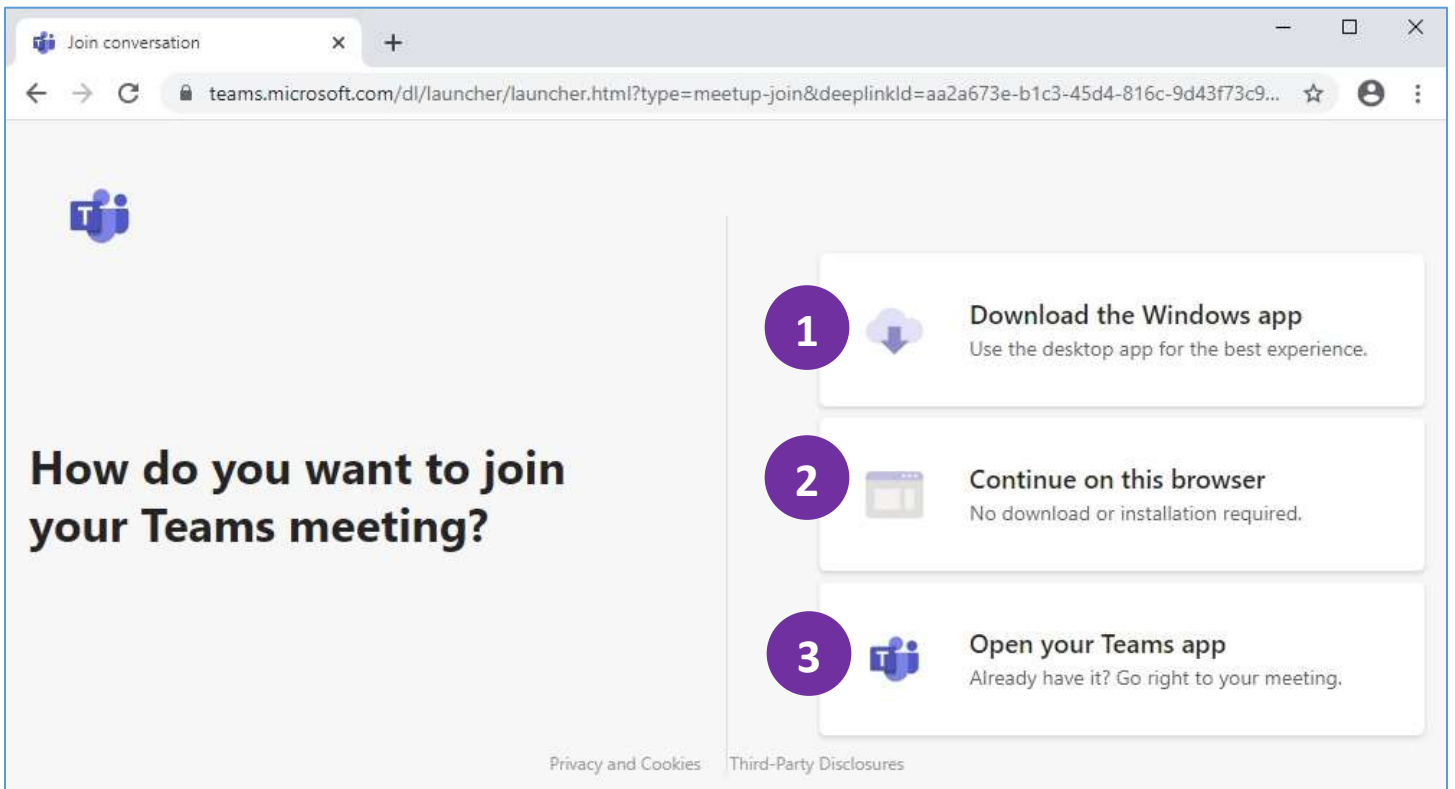 Join conversation
teams.microsoft.com/dl/launcher/launcher.html?type=meetup-join&deeplinkId=aa2a673e-b1c3-45d4-816c-9d43f73c9...
T
1
Download the Windows app
Use the desktop app for the best experience.
How do you want to join
your Teams meeting?
2
Continue on this browser
No download or installation required.
3
T
Open your Teams app
Already have it? Go right to your meeting.
Privacy and Cookies
Third-Party Disclosures